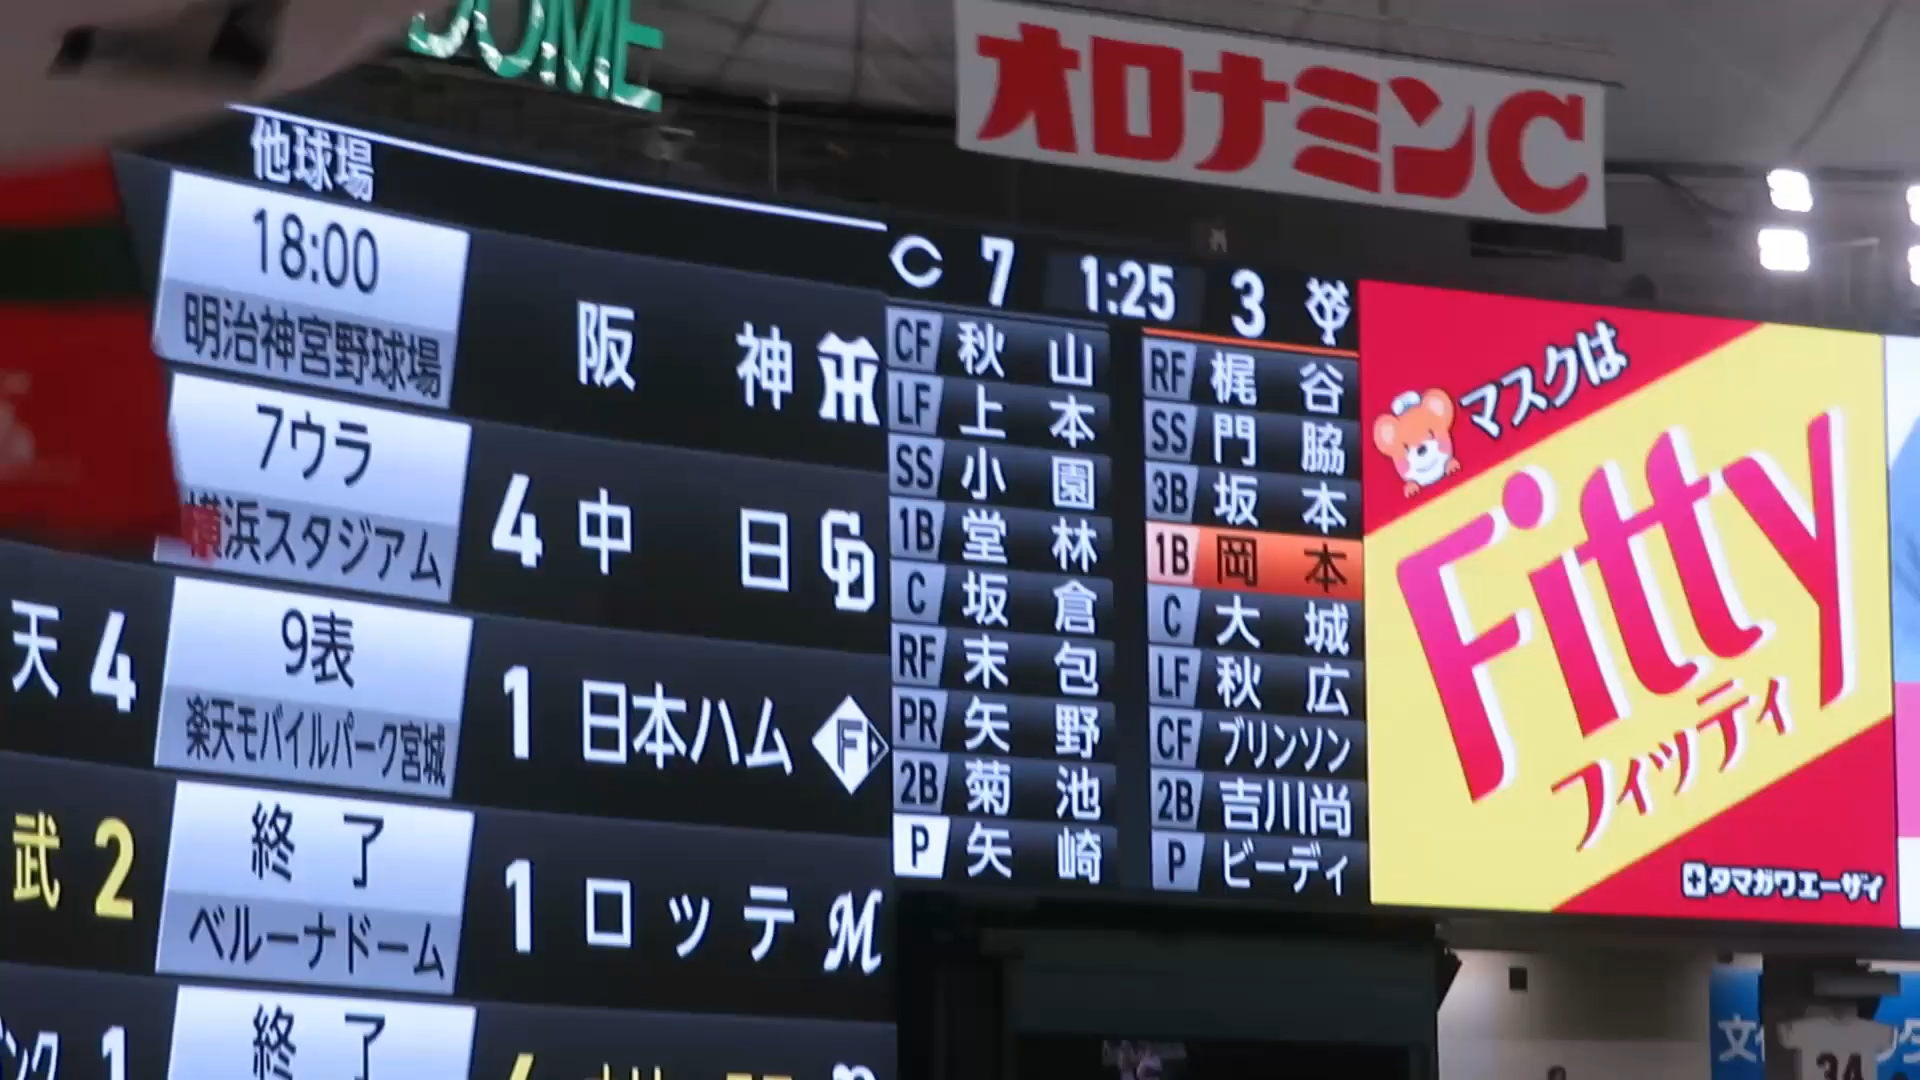 DOME
オロナミンC
他球場
18:00
明治神宮野球場
阪神
7ウラ
横浜スタジアム
4 中日
天 4
9表
楽天モバイルパーク宮城
1 日本ハム F
武 2
終了
ベルーナドーム
1 ロッテ M
ンク 1
終了
C 7 1:25 3
CF 秋山
LF 上本
SS 小園
1B 堂林
C 坂倉
RF 末包
PR 矢野
2B 菊池
P 矢崎
RF 梶谷
SS 門脇
3B 坂本
1B 岡本
C 大城
LF 秋広
CF ブリンソン
2B 吉川尚
P ビーディ
マスクは
Fitty
フィッティ
タマガワエーザイ
文
34